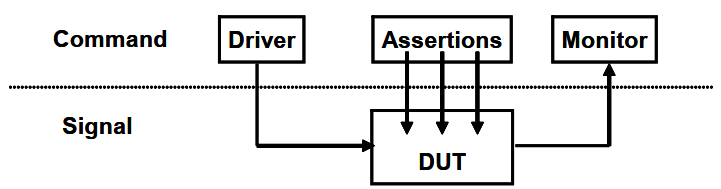 Command
Driver
Assertions
Monitor
Signal
DUT